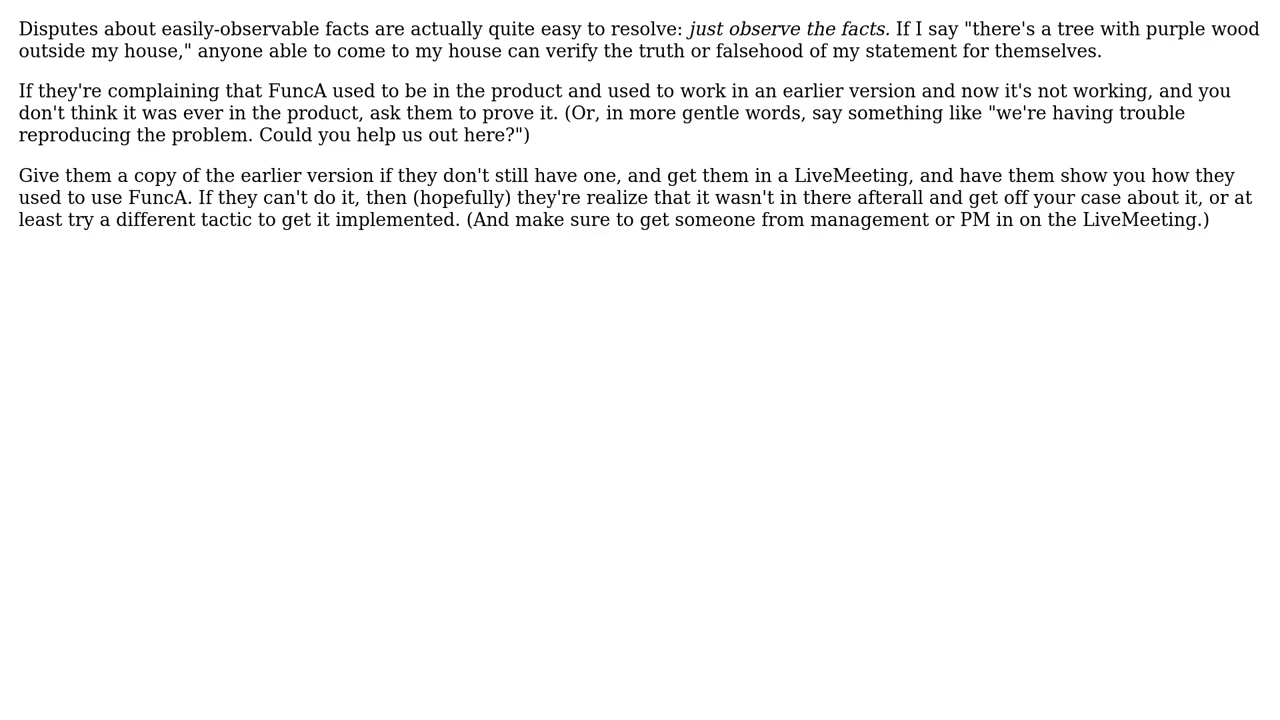 Disputes about easily-observable facts are actually quite easy to resolve: just observe the facts. If I say "there's a tree with purple wood
outside my house," anyone able to come to my house can verify the truth or falsehood of my statement for themselves.
If they're complaining that FuncA used to be in the product and used to work in an earlier version and now it's not working, and you
don't think it was ever in the product, ask them to prove it. (Or, in more gentle words, say something like "we're having trouble
reproducing the problem. Could you help us out here?")
Give them a copy of the earlier version if they don't still have one, and get them in a LiveMeeting, and have them show you how they
used to use FuncA. If they can't do it, then (hopefully) they're realize that it wasn't in there afterall and get off your case about it, or at
least try a different tactic to get it implemented. (And make sure to get someone from management or PM in on the LiveMeeting.)